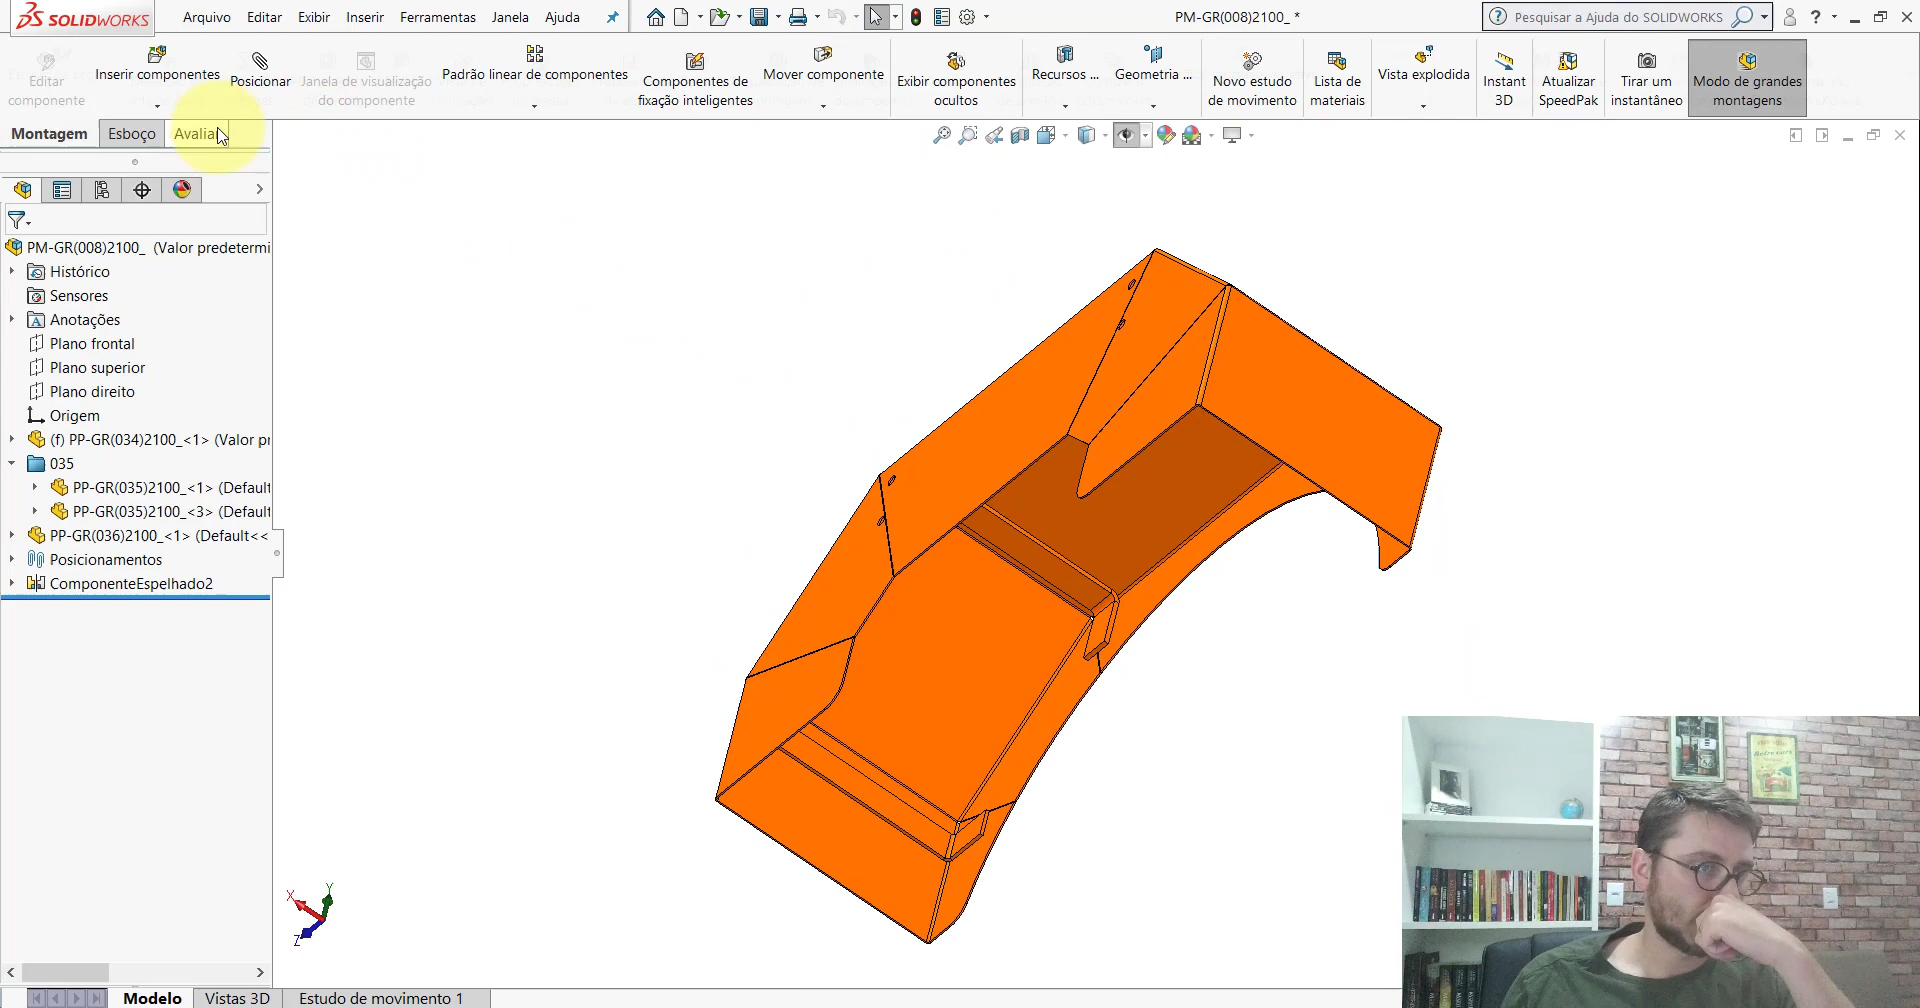 SOLIDWORKS
Arquivo Editar Exibir Inserir Ferramentas Janela Ajuda
PM-GR(008)2100_ *
Pesquisar a Ajuda do SOLIDWORKS
Editar
componente
Inserir componentes
Posicionar
Janela de visualização
do componente
Padrão linear de componentes
Componentes de
fixação inteligentes
Mover componente
Exibir componentes
ocultos
Recursos ...
Geometria ...
Novo estudo
de movimento
Lista de
materiais
Vista explodida
Instant
3D
Atualizar
SpeedPak
Tirar um
instantâneo
Modo de grandes
montagens
Montagem Esboço Avaliar
PM-GR(008)2100_ (Valor predetermi
Histórico
Sensores
Anotações
Plano frontal
Plano superior
Plano direito
Origem
(f) PP-GR(034)2100_<1> (Valor pr
035
PP-GR(035)2100_<1> (Default
PP-GR(035)2100_<3> (Default
PP-GR(036)2100_<1> (Default<<
Posicionamentos
ComponenteEspelhado2
X
Y
Z
Modelo Vistas 3D Estudo de movimento 1